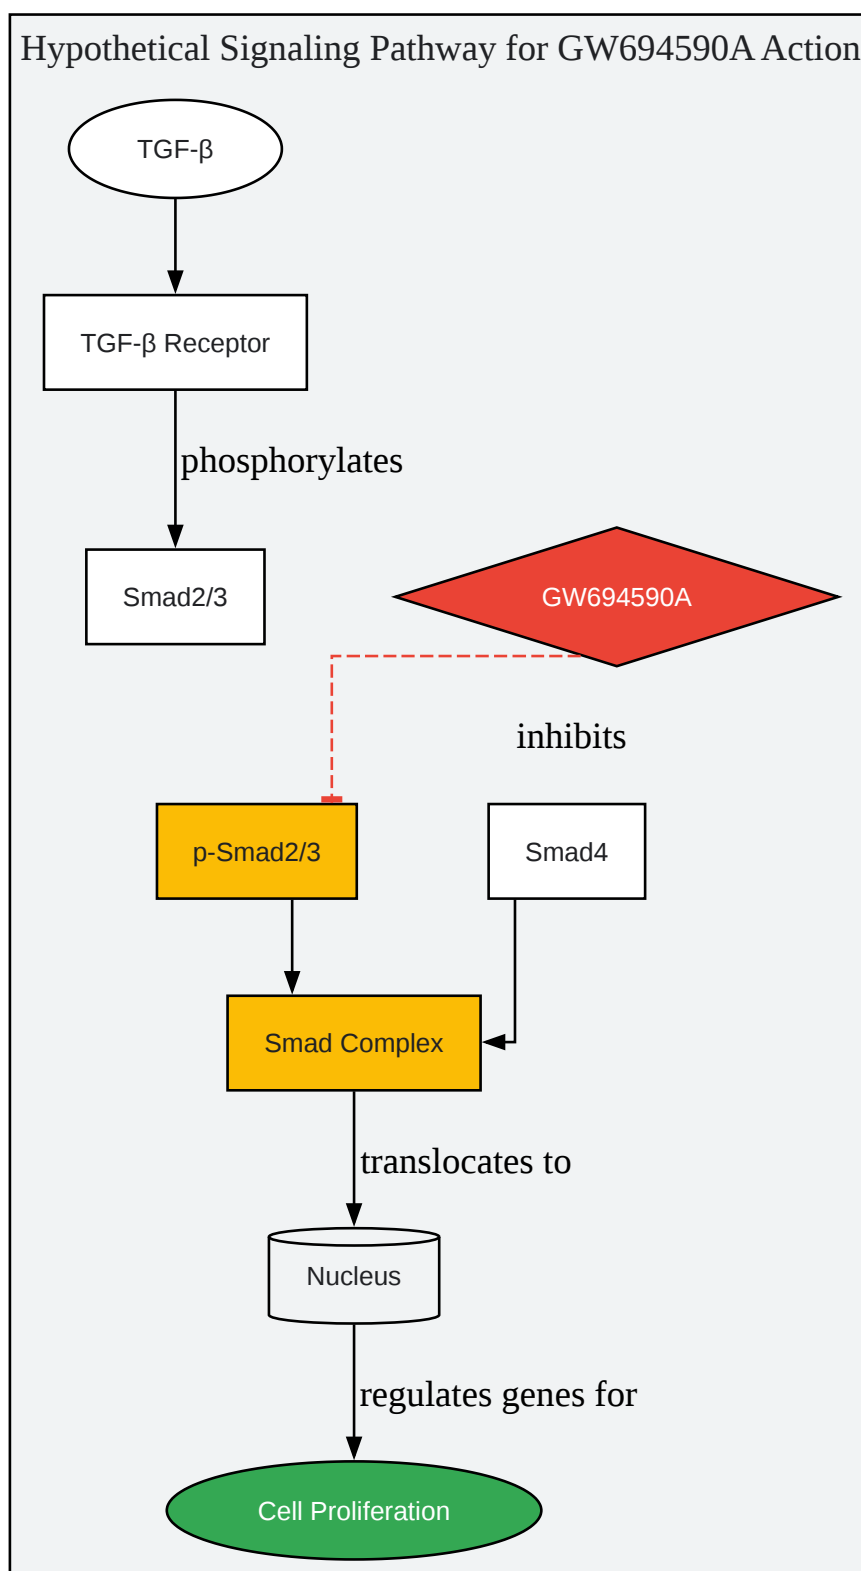 Hypothetical Signaling Pathway for GW694590A Action
TGF-β
TGF-β Receptor
phosphorylates
Smad2/3
GW694590A
inhibits
p-Smad2/3
Smad4
Smad Complex
translocates to
Nucleus
regulates genes for
Cell Proliferation